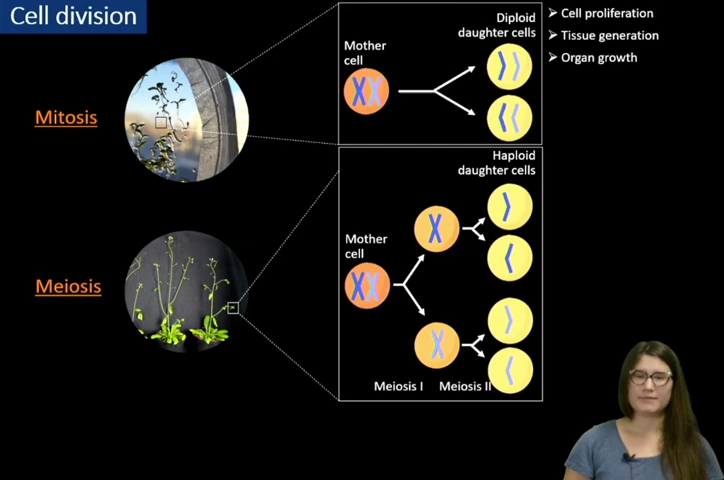 Cell division
Mitosis
Mother
cell
Diploid
daughter cells
➢ Cell proliferation
➢ Tissue generation
➢ Organ growth
Meiosis
Mother
cell
Haploid
daughter cells
Meiosis I
Meiosis II